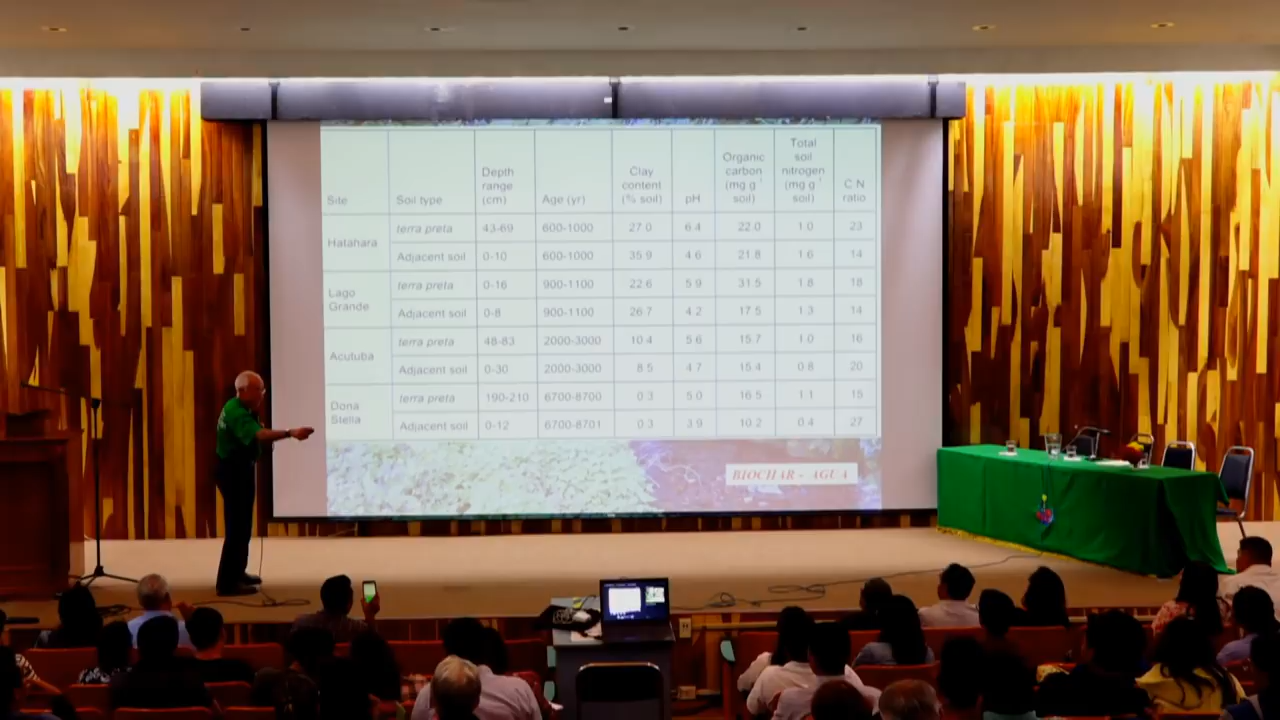 Site Soil type Depth range (cm) Age (yr) Clay content (% soil) pH Organic carbon (mg g⁻¹ soil) Total soil nitrogen (mg g⁻¹ soil) C N ratio
Hatahara terra preta 43-69 600-1000 27 0 6 4 22 0 1 0 23
Adjacent soil 0-10 600-1000 35 9 4 6 21 8 1 6 14
Lago Grande terra preta 0-16 900-1100 22 6 5 9 31 5 1 8 18
Adjacent soil 0-8 900-1100 26 7 4 2 17 5 1 3 14
Acutuba terra preta 48-83 2000-3000 10 4 5 6 15 7 1 0 16
Adjacent soil 0-30 2000-3000 8 5 4 7 15 4 0 8 20
Dona Stella terra preta 190-210 6700-8700 0 3 5 0 16 5 1 1 15
Adjacent soil 0-12 6700-8701 0 3 3 9 10 2 0 4 27
BIOCHAR - AGUA